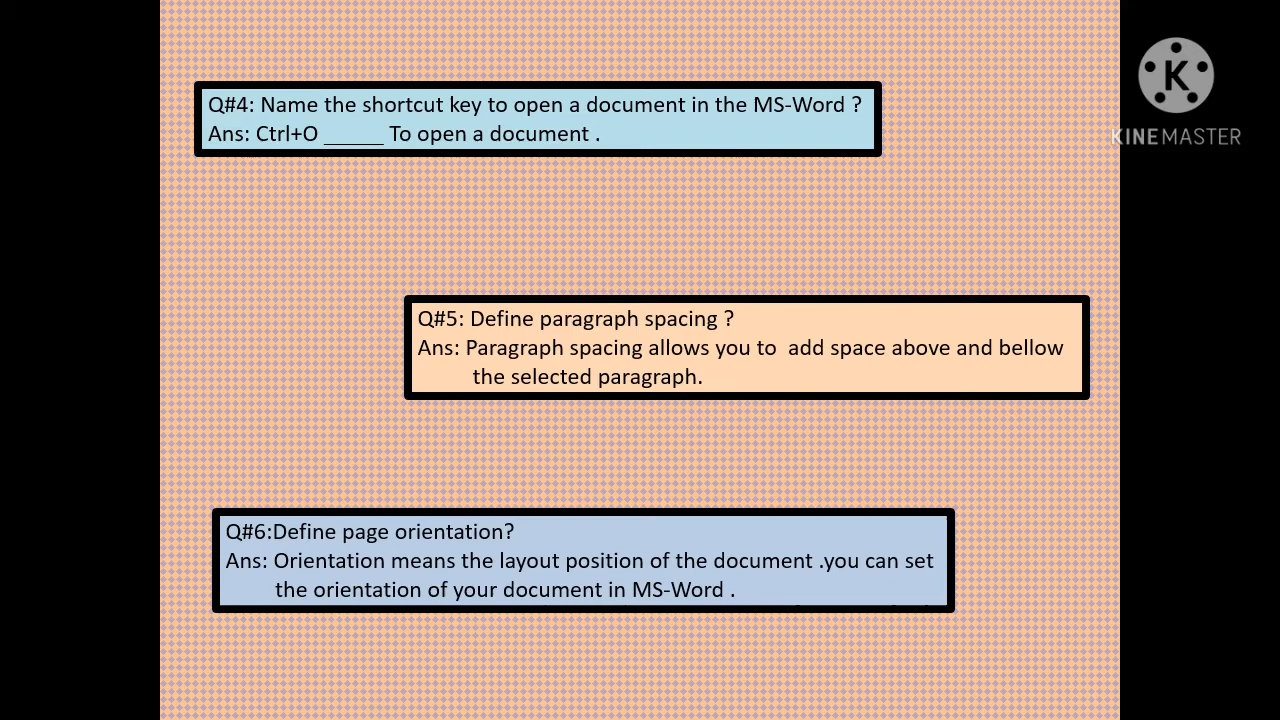 Q#4: Name the shortcut key to open a document in the MS-Word ?
Ans: Ctrl+O _____ To open a document .
KINEMASTER
Q#5: Define paragraph spacing ?
Ans: Paragraph spacing allows you to  add space above and bellow
the selected paragraph.
Q#6:Define page orientation?
Ans: Orientation means the layout position of the document .you can set
the orientation of your document in MS-Word .